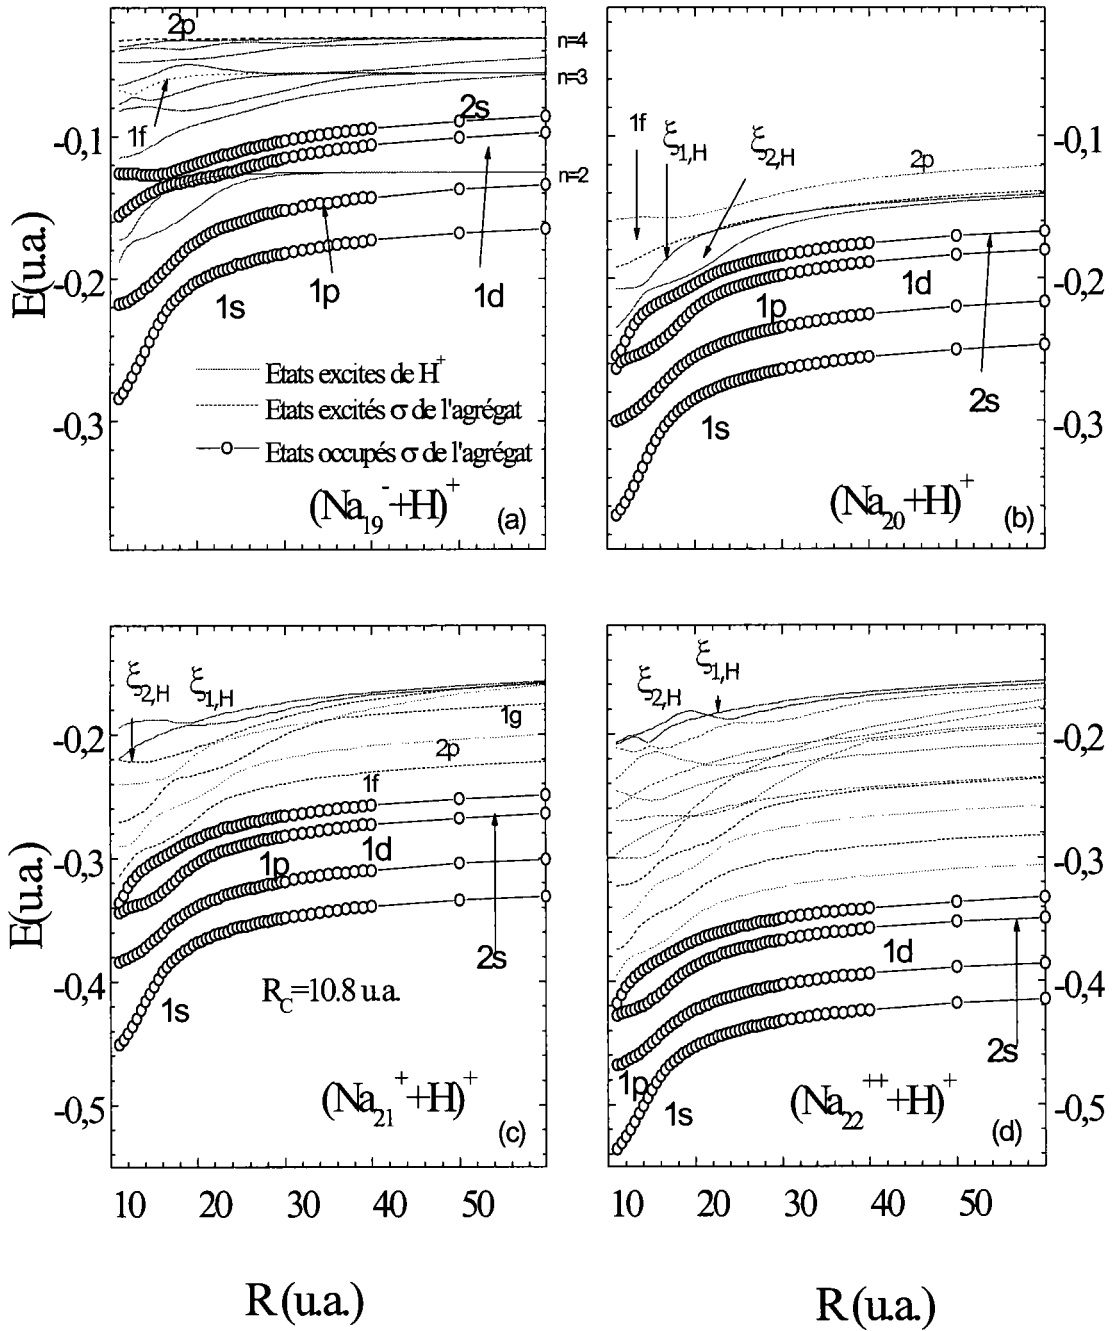 2p
n=4
n=3
1f
2s
n=2
1s
1p
1d
Etats excites de H+
Etats excités σ de l'agrégat
Etats occupés σ de l'agrégat
(Na19-+H)+
(a)
-0,1
-0,2
-0,3
E(u.a.)
1f
ξ1,H
ξ2,H
2p
1p
1d
1s
2s
(Na20+H)+
(b)
-0,1
-0,2
-0,3
ξ2,H
ξ1,H
1g
2p
1f
1p
1d
2s
1s
RC=10.8 u.a.
(Na21++H)+
(c)
-0,2
-0,3
-0,4
-0,5
E(u.a.)
10 20 30 40 50
R(u.a.)
ξ2,H
ξ1,H
1d
1p
1s
2s
(Na22+++H)+
(d)
-0,2
-0,3
-0,4
-0,5
10 20 30 40 50
R(u.a.)